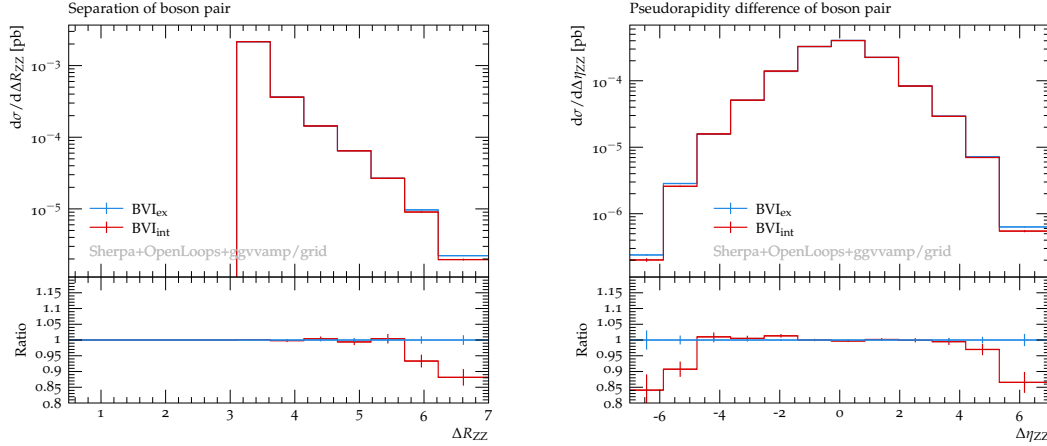 Separation of boson pair
dσ/dΔR_ZZ [pb]
10^−3
10^−4
10^−5
BVI_ex
BVI_int
Sherpa+OpenLoops+ggvvamp/grid
Ratio
1.15
1.1
1.05
1
0.95
0.9
0.85
0.8
1 2 3 4 5 6 7
ΔR_ZZ
Pseudorapidity difference of boson pair
dσ/dΔη_ZZ [pb]
10^−4
10^−5
10^−6
BVI_ex
BVI_int
Sherpa+OpenLoops+ggvvamp/grid
Ratio
1.15
1.1
1.05
1
0.95
0.9
0.85
0.8
-6 -4 -2 0 2 4 6
Δη_ZZ